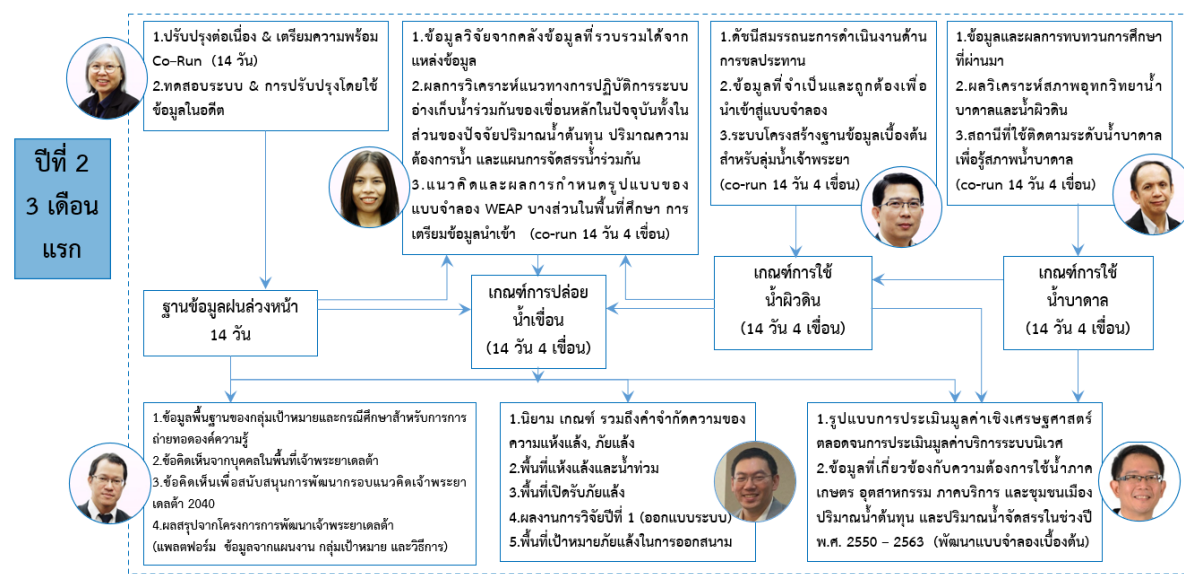 1.ปรับปรุงต่อเนื่อง & เตรียมความพร้อม
Co-Run (14 วัน)
2.ทดสอบระบบ & การปรับปรุงโดยใช้
ข้อมูลในอดีต
1.ข้อมูลวิจัยจากคลังข้อมูลที่รวบรวมได้จาก
แหล่งข้อมูล
2.ผลการวิเคราะห์แนวทางการปฏิบัติการระบบ
อ่างเก็บน้ำร่วมกันของเขื่อนหลักในปัจจุบันทั้งใน
ส่วนของปัจจัยปริมาณน้ำต้นทุน ปริมาณความ
ต้องการน้ำ และแผนการจัดสรรน้ำร่วมกัน
3.แนวคิดและผลการกำหนดรูปแบบของ
แบบจำลอง WEAP บางส่วนในพื้นที่ศึกษา การ
เตรียมข้อมูลนำเข้า (co-run 14 วัน 4 เขื่อน)
1.ดัชนีสมรรถนะการดำเนินงานด้าน
การชลประทาน
2.ข้อมูลที่จำเป็นและถูกต้องเพื่อ
นำเข้าสู่แบบจำลอง
3.ระบบโครงสร้างฐานข้อมูลเบื้องต้น
สำหรับลุ่มน้ำเจ้าพระยา
(co-run 14 วัน 4 เขื่อน)
1.ข้อมูลและผลการทบทวนการศึกษา
ที่ผ่านมา
2.ผลวิเคราะห์สภาพอุทกวิทยาน้ำ
บาดาลและน้ำผิวดิน
3.สถานีที่ใช้ติดตามระดับน้ำบาดาล
เพื่อรู้สภาพน้ำบาดาล
(co-run 14 วัน 4 เขื่อน)
ปีที่ 2
3 เดือน
แรก
ฐานข้อมูลฝนล่วงหน้า
14 วัน
เกณฑ์การปล่อย
น้ำเขื่อน
(14 วัน 4 เขื่อน)
เกณฑ์การใช้
น้ำผิวดิน
(14 วัน 4 เขื่อน)
เกณฑ์การใช้
น้ำบาดาล
(14 วัน 4 เขื่อน)
1.ข้อมูลพื้นฐานของกลุ่มเป้าหมายและกรณีศึกษาสำหรับการการ
ถ่ายทอดองค์ความรู้
2.ข้อคิดเห็นจากบุคคลในพื้นที่เจ้าพระยาเดลต้า
3.ข้อคิดเห็นเพื่อสนับสนุนการพัฒนากรอบแนวคิดเจ้าพระยา
เดลต้า 2040
4.ผลสรุปจากโครงการการพัฒนาเจ้าพระยาเดลต้า
(แพลตฟอร์ม ข้อมูลจากแผนงาน กลุ่มเป้าหมาย และวิธีการ)
1.นิยาม เกณฑ์ รวมถึงคำจำกัดความของ
ความแห้งแล้ง, ภัยแล้ง
2.พื้นที่แห้งแล้งและน้ำท่วม
3.พื้นที่เปิดรับภัยแล้ง
4.ผลงานการวิจัยปีที่ 1 (ออกแบบระบบ)
5.พื้นที่เป้าหมายภัยแล้งในการออกสนาม
1.รูปแบบการประเมินมูลค่าเชิงเศรษฐศาสตร์
ตลอดจนการประเมินมูลค่าบริการระบบนิเวศ
2.ข้อมูลที่เกี่ยวข้องกับความต้องการใช้น้ำภาค
เกษตร อุตสาหกรรม ภาคบริการ และชุมชนเมือง
ปริมาณน้ำต้นทุน และปริมาณน้ำจัดสรรในช่วงปี
พ.ศ. 2550 – 2563 (พัฒนาแบบจำลองเบื้องต้น)